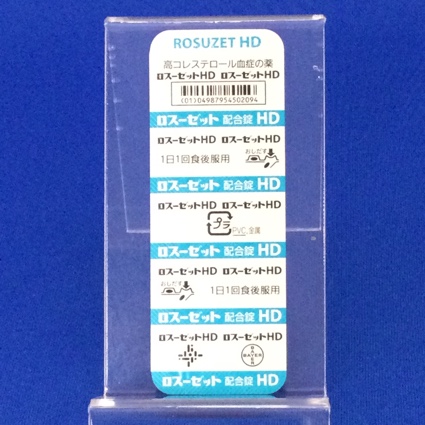 ROSUZET HD
高コレステロール血症の薬
ロスーゼットHD ロスーゼットHD
(01)04987954502094
ロスーゼット 配合錠 HD
ロスーゼットHD ロスーゼットHD
1日1回食後服用 おしだす
ロスーゼット 配合錠 HD
ロスーゼットHD ロスーゼットHD
プラ PVC,金属
ロスーゼット 配合錠 HD
ロスーゼットHD ロスーゼットHD
おしだす 1日1回食後服用
ロスーゼット 配合錠 HD
ロスーゼットHD ロスーゼットHD
BAYER BAYER
ロスーゼット 配合錠 HD